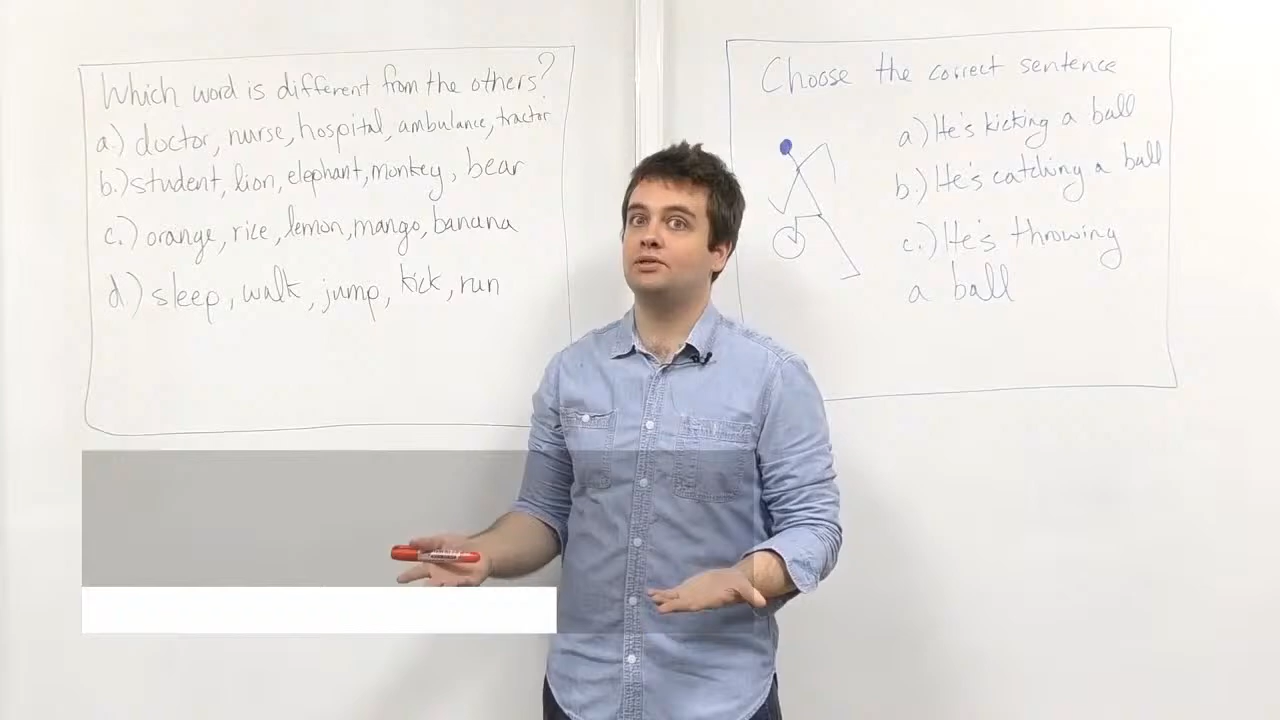 Which word is different from the others?
a.) doctor, nurse, hospital, ambulance, tractor
b.) student, lion, elephant, monkey, bear
c.) orange, rice, lemon, mango, banana
d) sleep, walk, jump, kick, run
Choose the correct sentence
a) He's kicking a ball
b.) He's catching a ball
c.) He's throwing
a ball